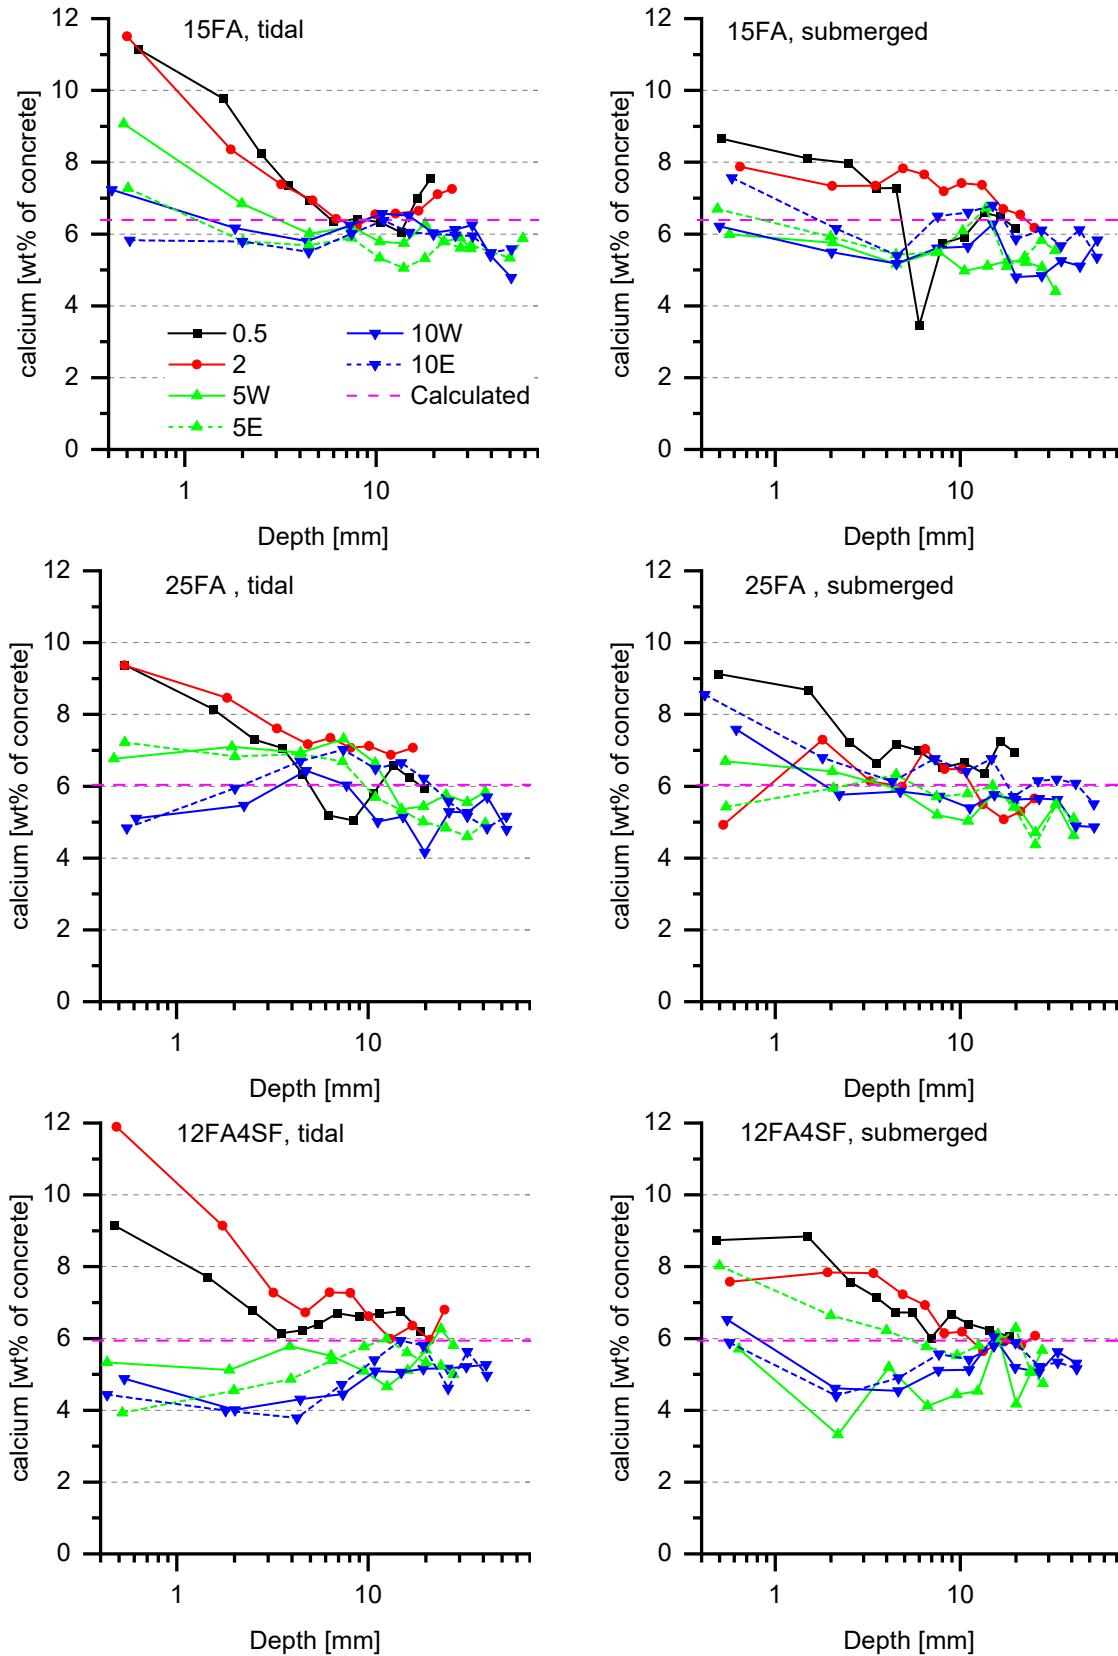 15FA, tidal
12
10
8
6
4
2
0
calcium [wt% of concrete]
0.5
2
5W
5E
10W
10E
Calculated
1
10
Depth [mm]
15FA, submerged
12
10
8
6
4
2
0
calcium [wt% of concrete]
1
10
Depth [mm]
25FA , tidal
12
10
8
6
4
2
0
calcium [wt% of concrete]
1
10
Depth [mm]
25FA , submerged
12
10
8
6
4
2
0
calcium [wt% of concrete]
1
10
Depth [mm]
12FA4SF, tidal
12
10
8
6
4
2
0
calcium [wt% of concrete]
1
10
Depth [mm]
12FA4SF, submerged
12
10
8
6
4
2
0
calcium [wt% of concrete]
1
10
Depth [mm]